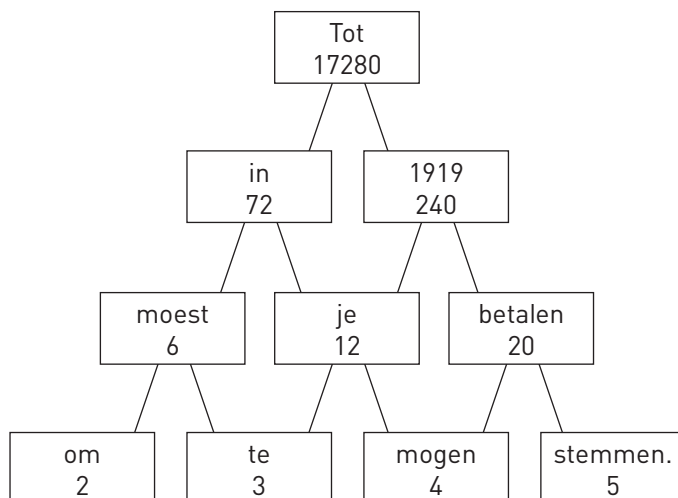 Tot
17280
in
72
1919
240
moest
6
je
12
betalen
20
om
2
te
3
mogen
4
stemmen.
5